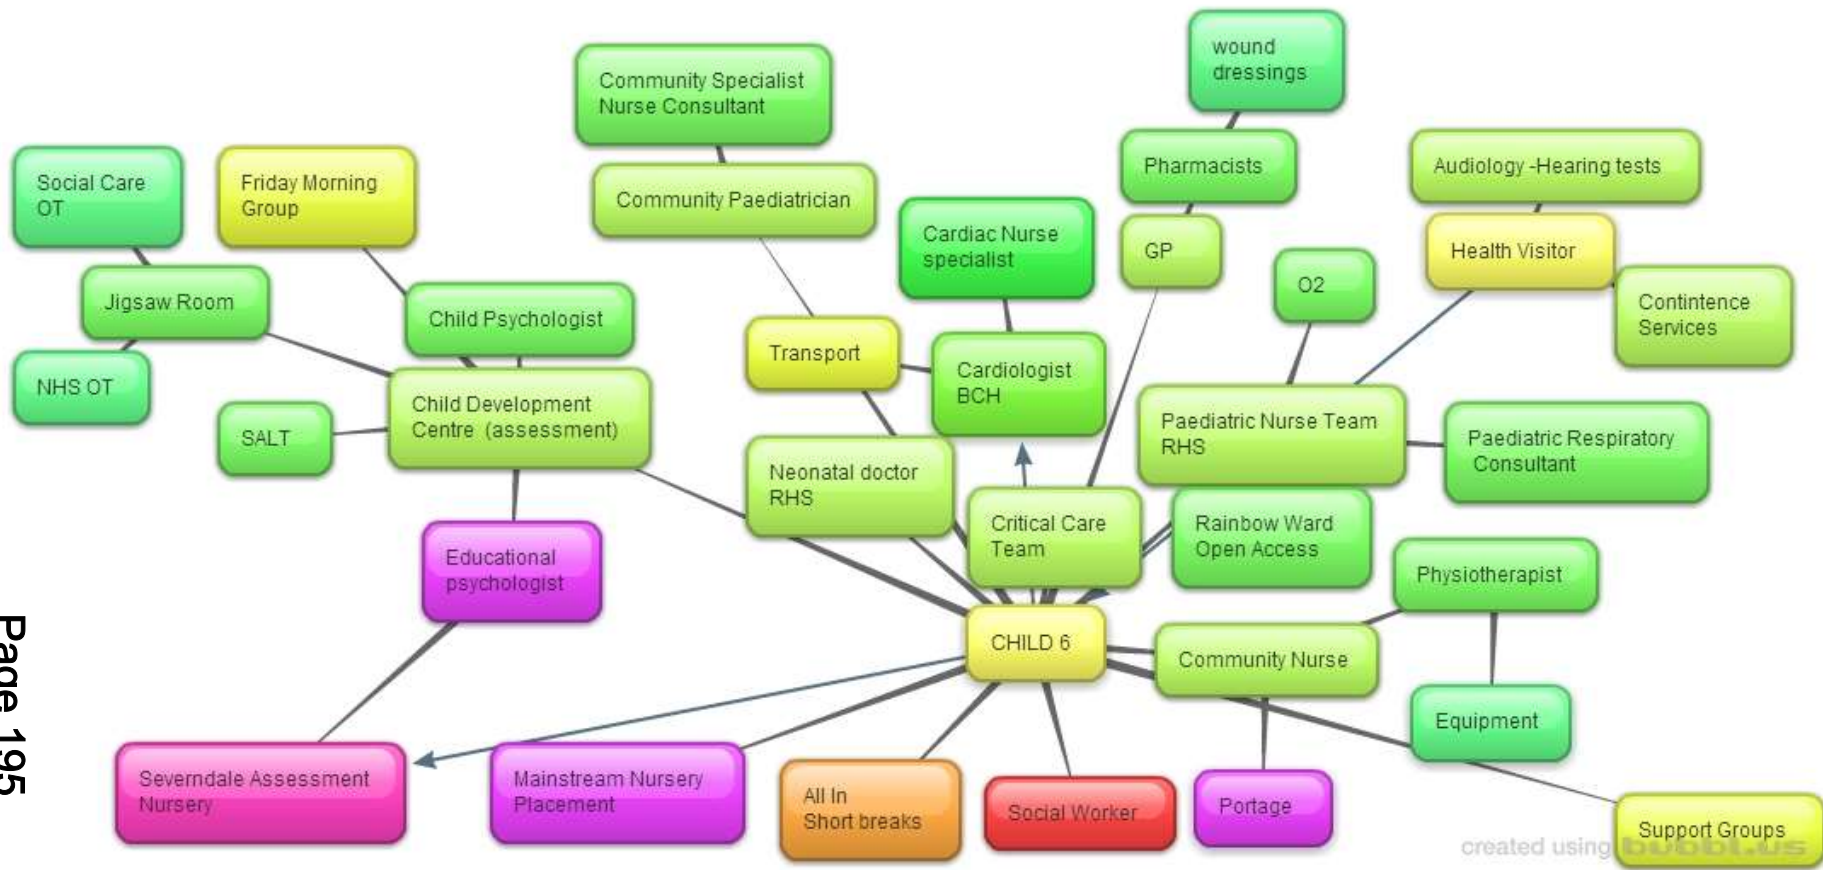 wound
dressings
Community Specialist
Nurse Consultant
Pharmacists
Audiology -Hearing tests
Social Care
OT
Friday Morning
Group
Community Paediatrician
Cardiac Nurse
specialist
GP
Health Visitor
O2
Contintence
Services
Jigsaw Room
Child Psychologist
Transport
Cardiologist
BCH
NHS OT
Child Development
Centre (assessment)
SALT
Paediatric Nurse Team
RHS
Paediatric Respiratory
Consultant
Neonatal doctor
RHS
Critical Care
Team
Rainbow Ward
Open Access
Educational
psychologist
Physiotherapist
CHILD 6
Community Nurse
Equipment
Severndale Assessment
Nursery
Mainstream Nursery
Placement
All In
Short breaks
Social Worker
Portage
Support Groups
created using bubbl.us
Page 195